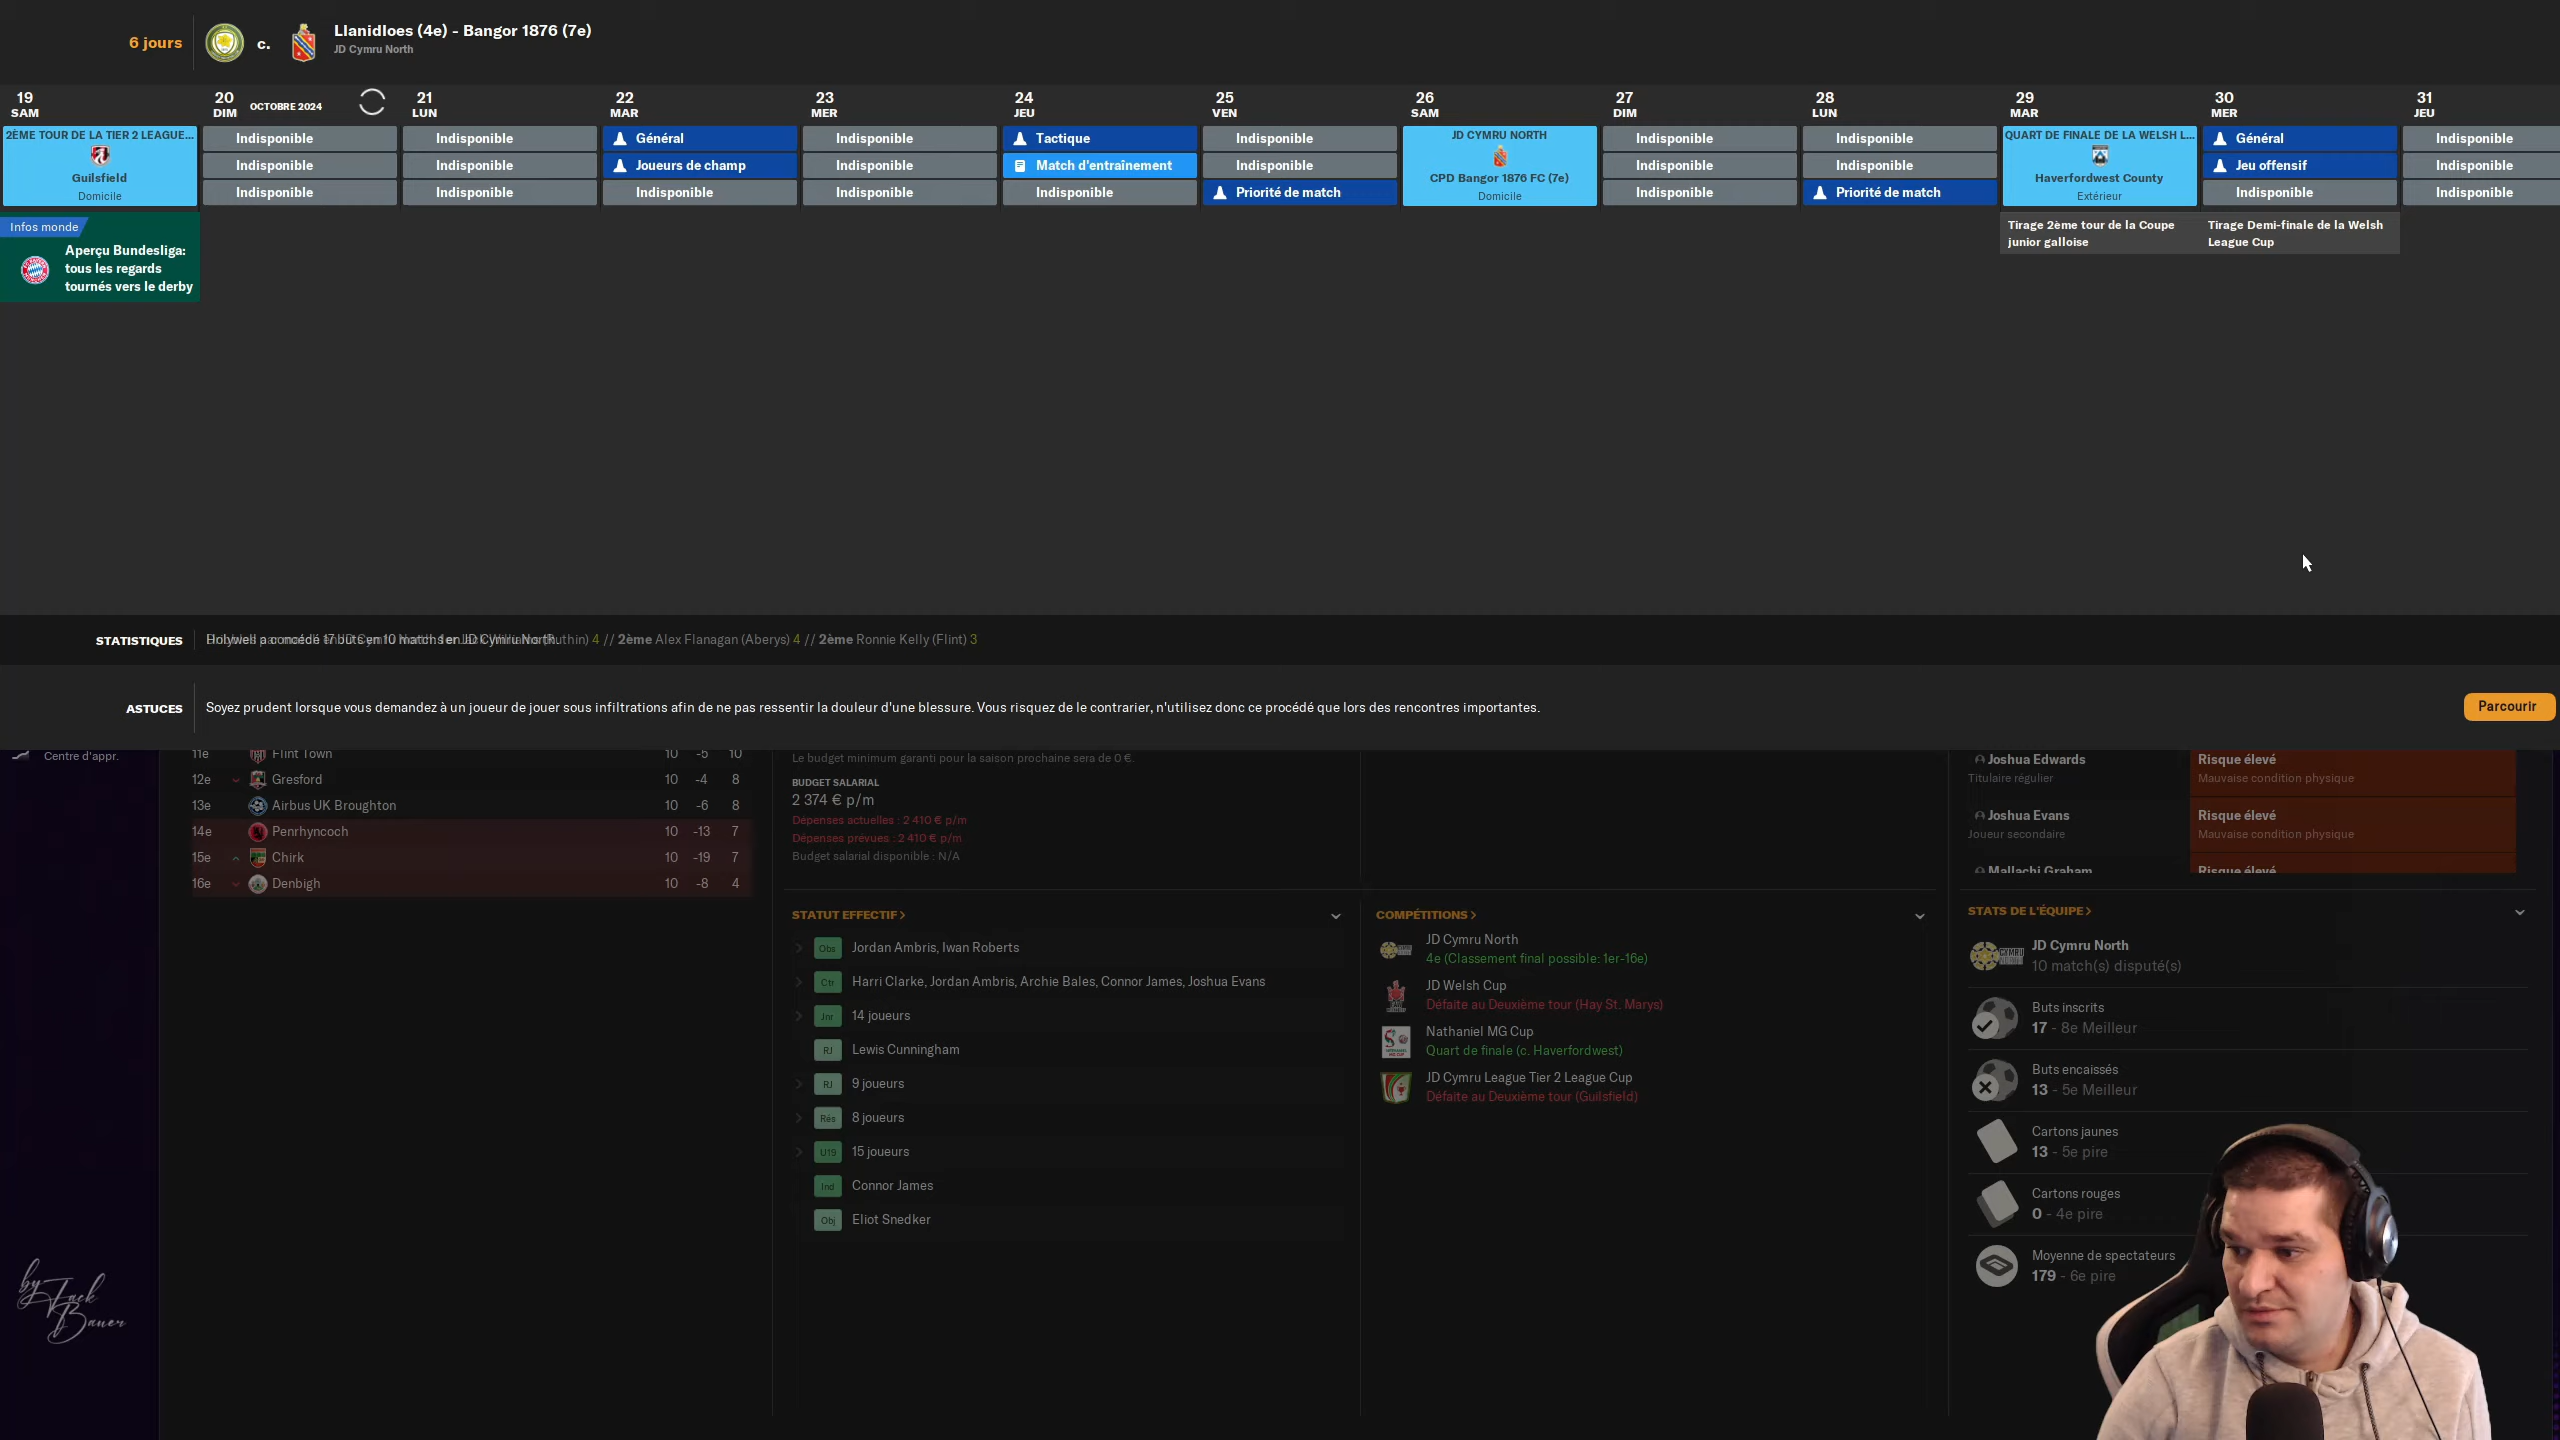 6 jours
c.
Llanidloes (4e) - Bangor 1876 (7e)
JD Cymru North
19 SAM
20 DIM
OCTOBRE 2024
21 LUN
22 MAR
23 MER
24 JEU
25 VEN
26 SAM
27 DIM
28 LUN
29 MAR
30 MER
31 JEU
2ÈME TOUR DE LA TIER 2 LEAGUE...
Guilsfield
Domicile
Indisponible
Indisponible
Indisponible
Indisponible
Indisponible
Indisponible
Général
Joueurs de champ
Indisponible
Indisponible
Indisponible
Indisponible
Tactique
Match d'entraînement
Indisponible
Indisponible
Indisponible
Priorité de match
JD CYMRU NORTH
CPD Bangor 1876 FC (7e)
Domicile
Indisponible
Indisponible
Indisponible
Indisponible
Indisponible
Priorité de match
QUART DE FINALE DE LA WELSH L...
Haverfordwest County
Extérieur
Général
Jeu offensif
Indisponible
Indisponible
Indisponible
Indisponible
Infos monde
Aperçu Bundesliga:
tous les regards
tournés vers le derby
Tirage 2ème tour de la Coupe
junior galloise
Tirage Demi-finale de la Welsh
League Cup
STATISTIQUES
Holywell a concédé 17 buts en 10 matchs en JD Cymru North.
4 // 2ème Alex Flanagan (Aberys) 4 // 2ème Ronnie Kelly (Flint) 3
ASTUCES
Soyez prudent lorsque vous demandez à un joueur de jouer sous infiltrations afin de ne pas ressentir la douleur d'une blessure. Vous risquez de le contrarier, n'utilisez donc ce procédé que lors des rencontres importantes.
Parcourir
Centre d'appr.
11e Flint Town 10 -5 10
12e Gresford 10 -4 8
13e Airbus UK Broughton 10 -6 8
14e Penrhyncoch 10 -13 7
15e Chirk 10 -19 7
16e Denbigh 10 -8 4
Le budget minimum garanti pour la saison prochaine sera de 0 €.
BUDGET SALARIAL
2 374 € p/m
Dépenses actuelles : 2 410 € p/m
Dépenses prévues : 2 410 € p/m
Budget salarial disponible : N/A
Joshua Edwards
Titulaire régulier
Risque élevé
Mauvaise condition physique
Joshua Evans
Joueur secondaire
Risque élevé
Mauvaise condition physique
Mallachi Graham
Risque élevé
STATUT EFFECTIF >
Obs Jordan Ambris, Iwan Roberts
Ctr Harri Clarke, Jordan Ambris, Archie Bales, Connor James, Joshua Evans
Jnr 14 joueurs
RJ Lewis Cunningham
RJ 9 joueurs
Rés 8 joueurs
U19 15 joueurs
Ind Connor James
Obj Eliot Snedker
COMPÉTITIONS >
JD Cymru North
4e (Classement final possible: 1er-16e)
JD Welsh Cup
Défaite au Deuxième tour (Hay St. Marys)
Nathaniel MG Cup
Quart de finale (c. Haverfordwest)
JD Cymru League Tier 2 League Cup
Défaite au Deuxième tour (Guilsfield)
STATS DE L'ÉQUIPE >
JD Cymru North
10 match(s) disputé(s)
Buts inscrits
17 - 8e Meilleur
Buts encaissés
13 - 5e Meilleur
Cartons jaunes
13 - 5e pire
Cartons rouges
0 - 4e pire
Moyenne de spectateurs
179 - 6e pire
by Jack
Bauer